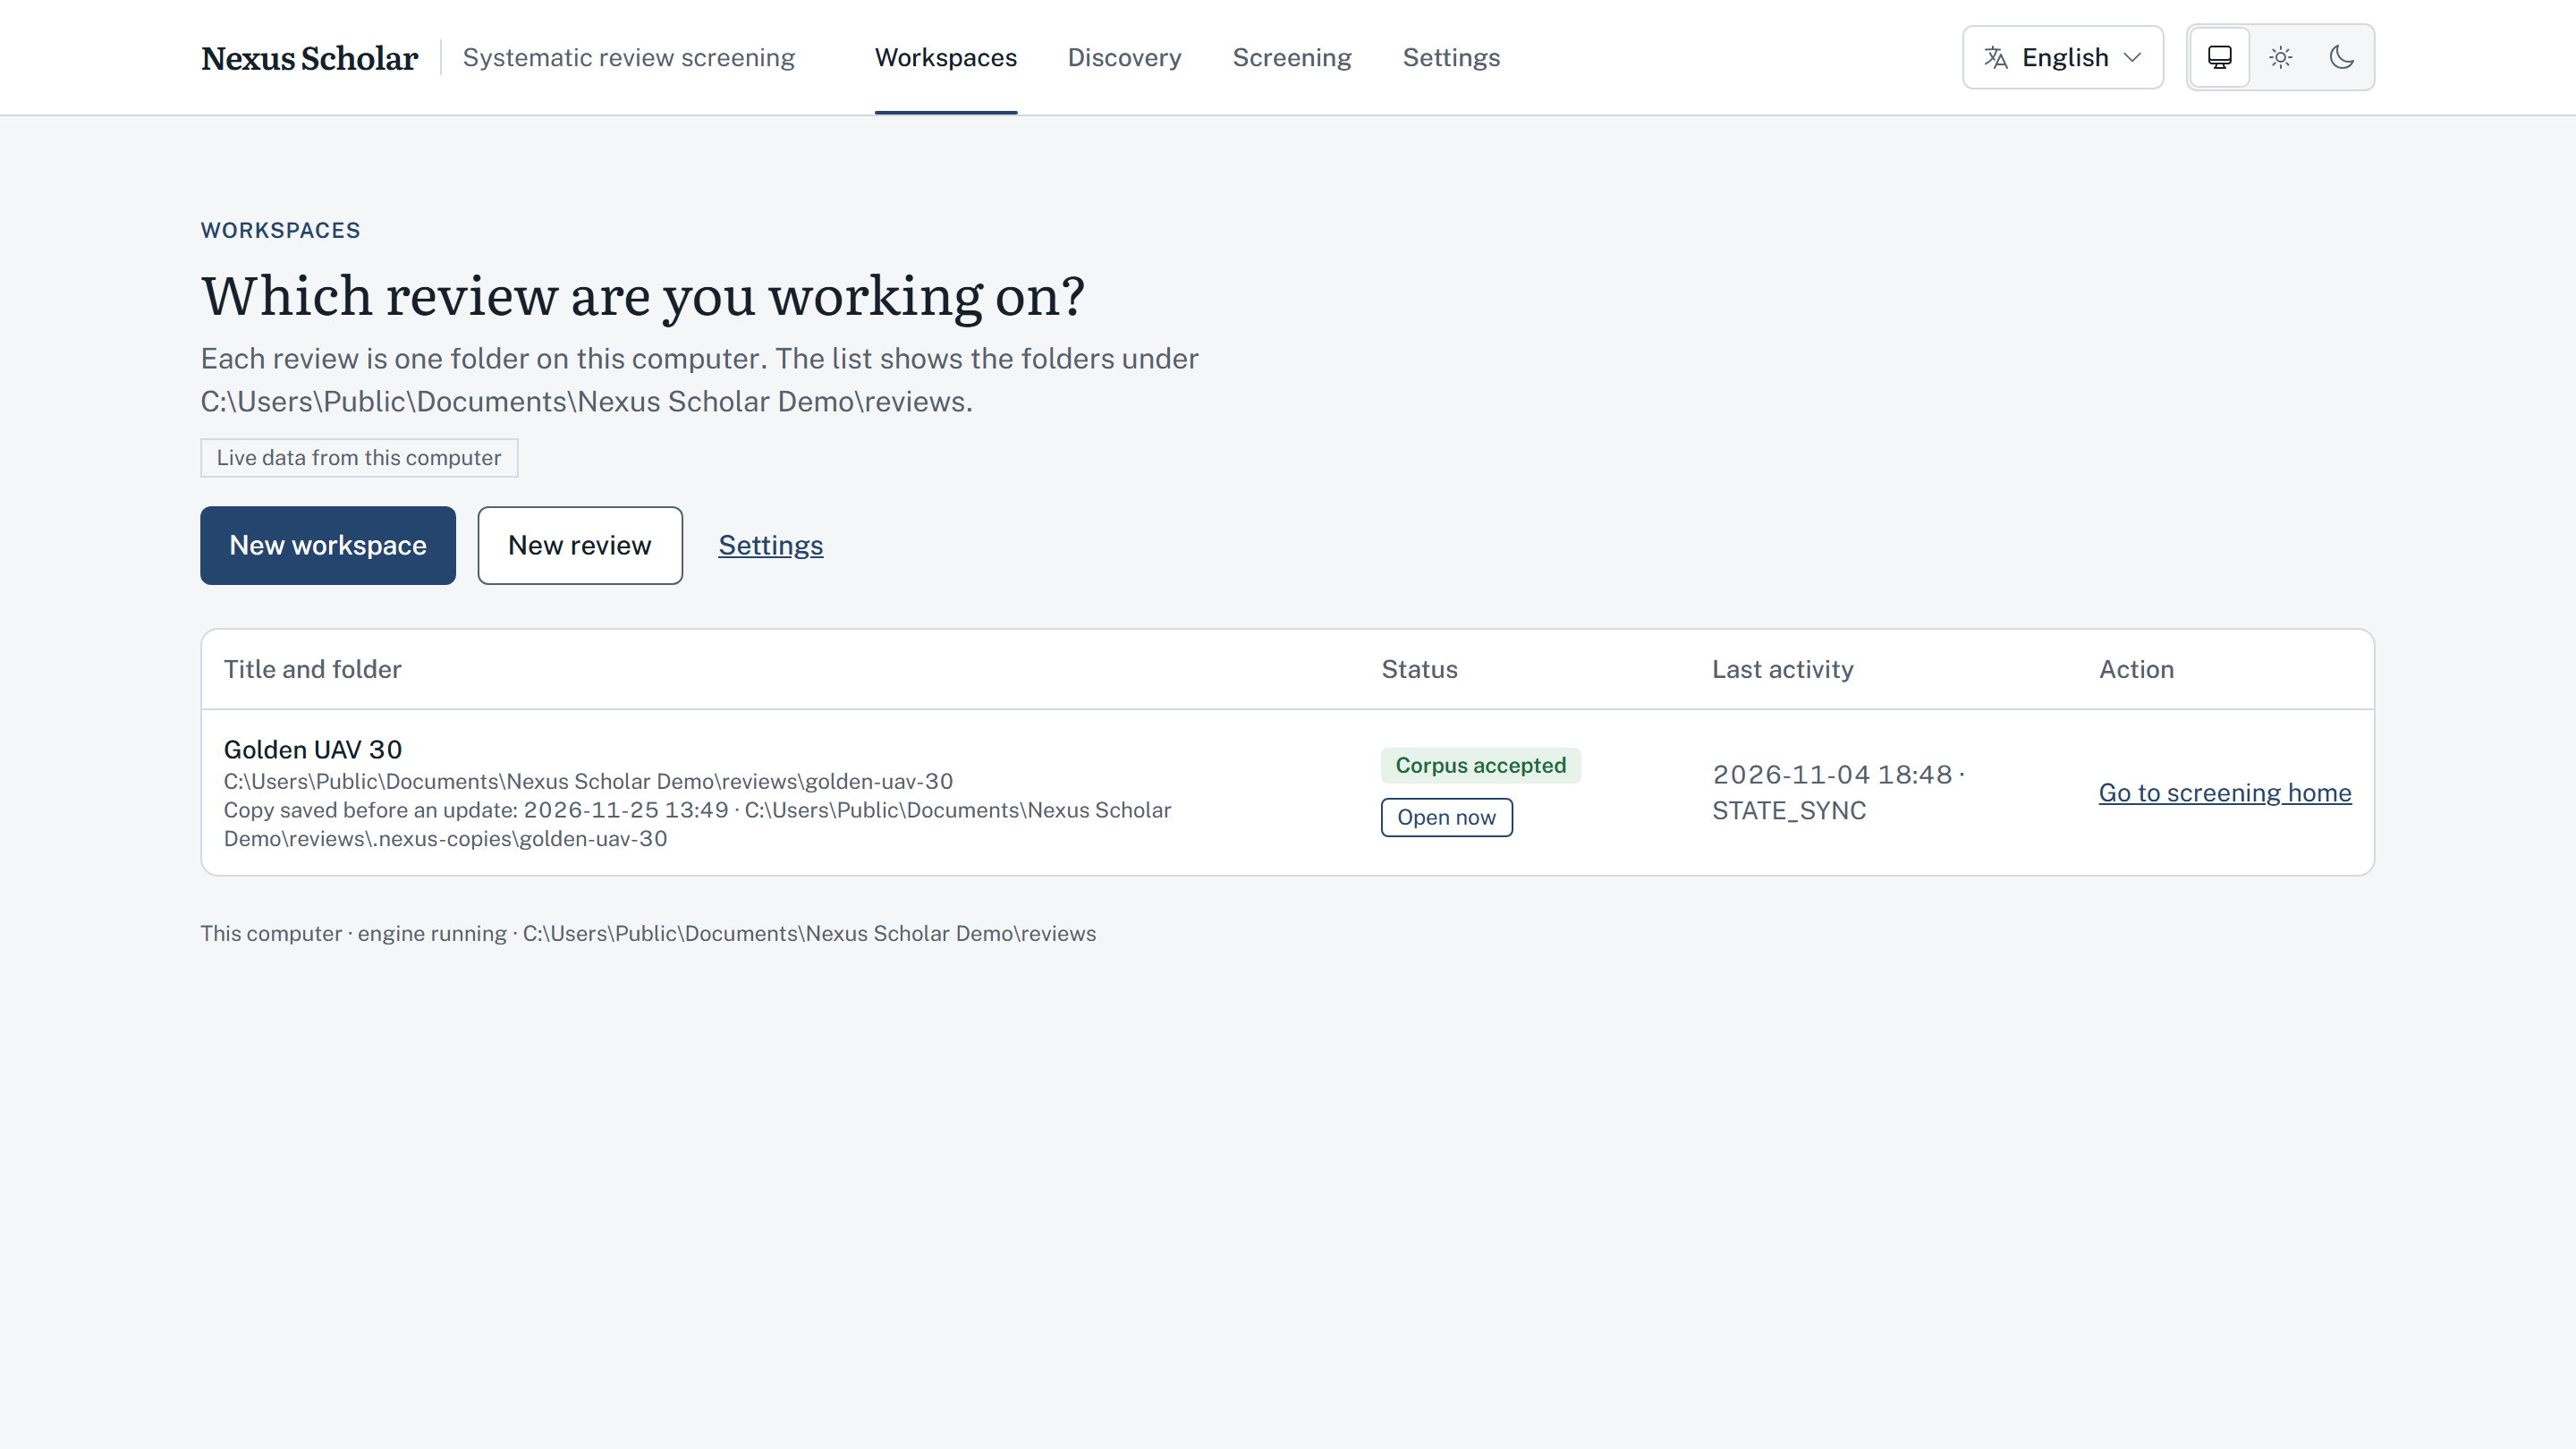 Nexus Scholar
Systematic review screening
Workspaces
Discovery
Screening
Settings
English
WORKSPACES
Which review are you working on?
Each review is one folder on this computer. The list shows the folders under
C:\Users\Public\Documents\Nexus Scholar Demo\reviews.
Live data from this computer
New workspace
New review
Settings
Title and folder
Status
Last activity
Action
Golden UAV 30
C:\Users\Public\Documents\Nexus Scholar Demo\reviews\golden-uav-30
Copy saved before an update: 2026-11-25 13:49 · C:\Users\Public\Documents\Nexus Scholar
Demo\reviews\.nexus-copies\golden-uav-30
Corpus accepted
Open now
2026-11-04 18:48 ·
STATE_SYNC
Go to screening home
This computer · engine running · C:\Users\Public\Documents\Nexus Scholar Demo\reviews